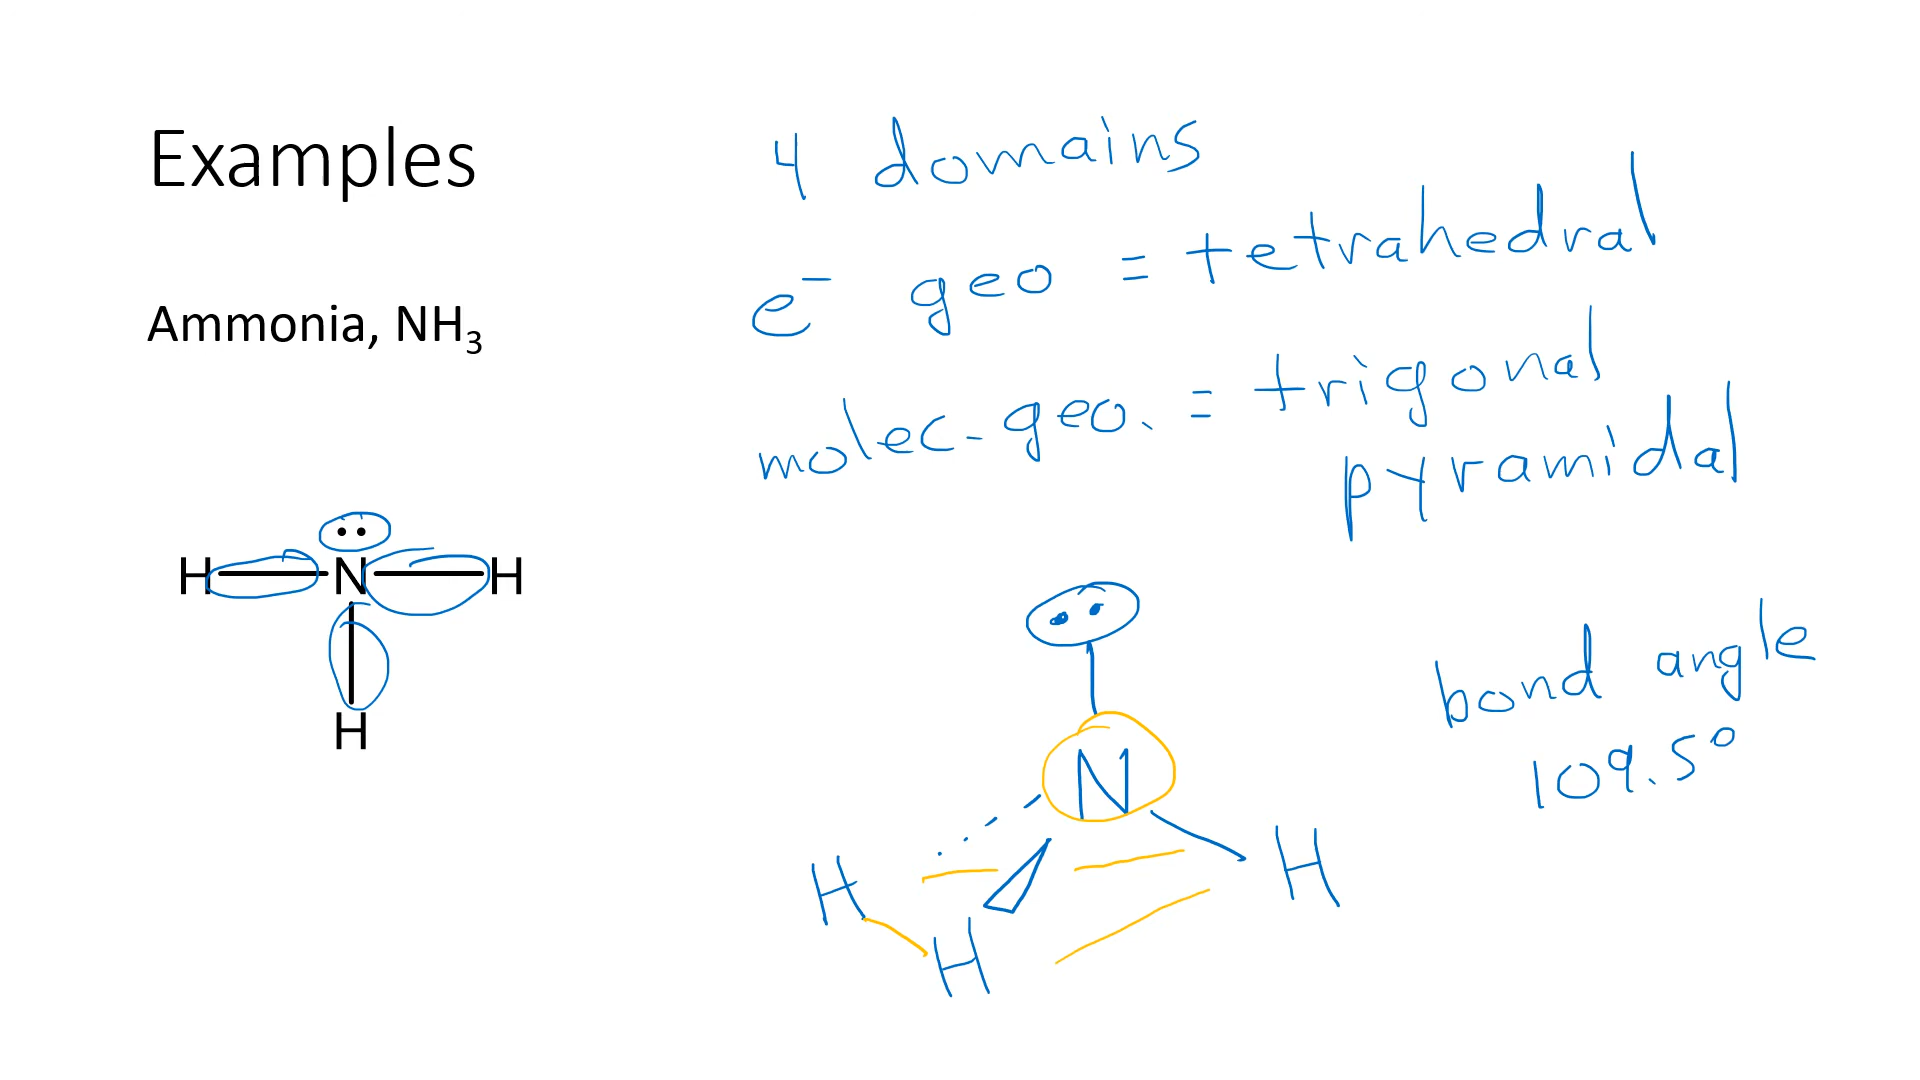 Examples
Ammonia, NH₃
H N H
H
4 domains
e⁻ geo = tetrahedral
molec. geo. = trigonal
pyramidal
N
H H H
bond angle
109.5°